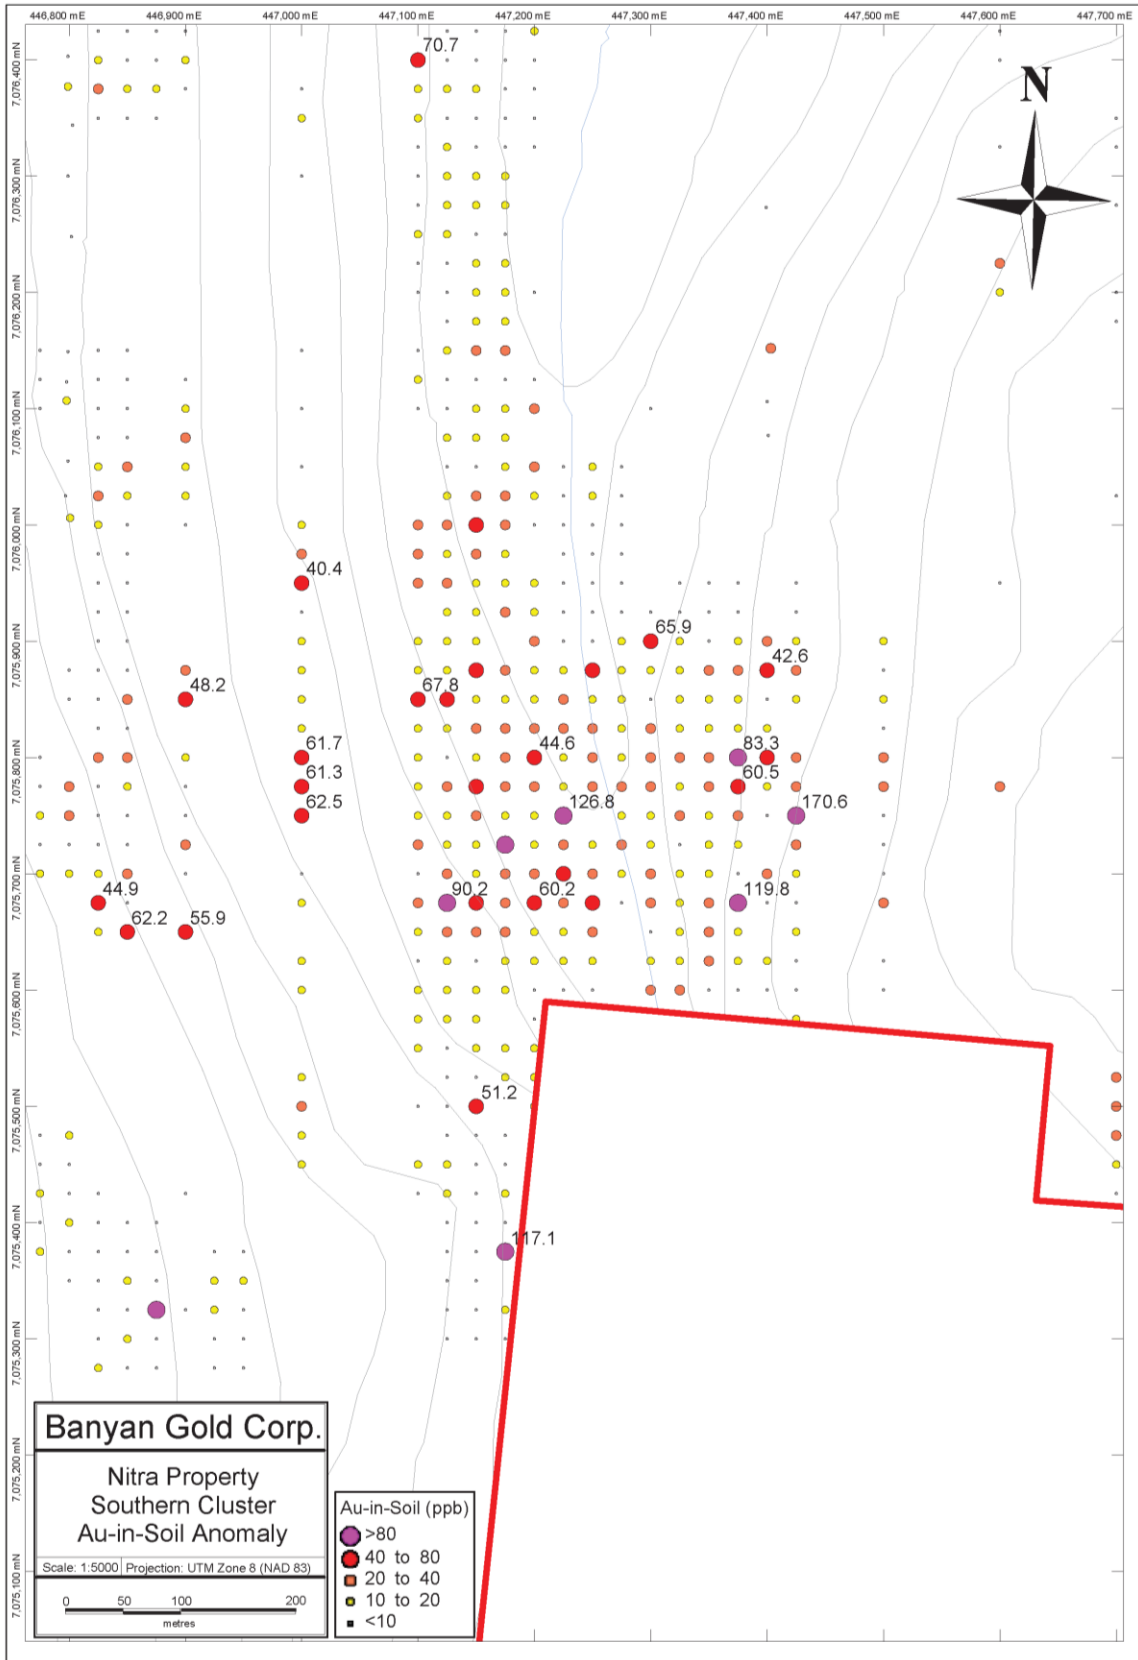 446,800 mE 446,900 mE 447,000 mE 447,100 mE 447,200 mE 447,300 mE 447,400 mE 447,500 mE 447,600 mE 447,700 mE
7,076,400 mN
7,076,300 mN
7,076,200 mN
7,076,100 mN
7,076,000 mN
7,075,900 mN
7,075,800 mN
7,075,700 mN
7,075,600 mN
7,075,500 mN
7,075,400 mN
7,075,300 mN
7,075,200 mN
7,075,100 mN
N
70.7
40.4
65.9
42.6
48.2
67.8
61.7
44.6
83.3
61.3
60.5
62.5
126.8
170.6
44.9
90.2
60.2
119.8
62.2
55.9
51.2
117.1
Banyan Gold Corp.
Nitra Property
Southern Cluster
Au-in-Soil Anomaly
Scale: 1:5000 Projection: UTM Zone 8 (NAD 83)
0 50 100 200
metres
Au-in-Soil (ppb)
>80
40 to 80
20 to 40
10 to 20
<10